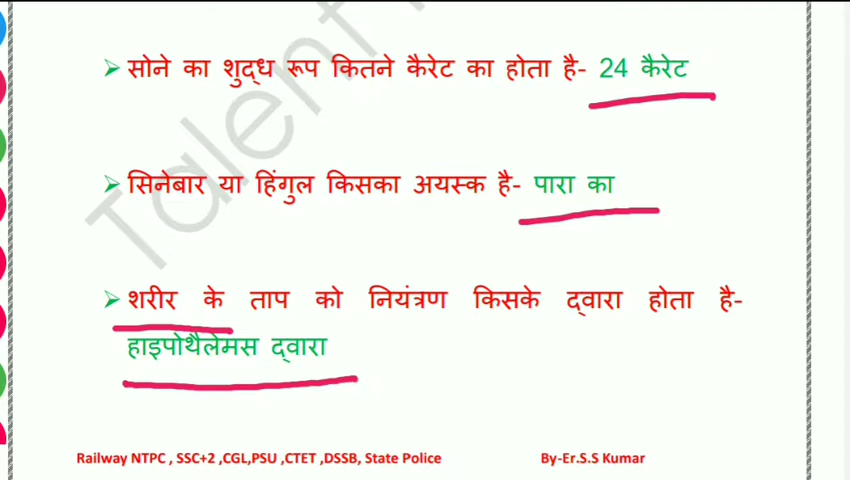 Talent
➢ सोने का शुद्ध रूप कितने कैरेट का होता है- 24 कैरेट
➢ सिनेबार या हिंगुल किसका अयस्क है- पारा का
➢ शरीर के ताप को नियंत्रण किसके द्वारा होता है-
हाइपोथैलेमस द्वारा
Railway NTPC , SSC+2 ,CGL,PSU ,CTET ,DSSB, State Police By-Er.S.S Kumar